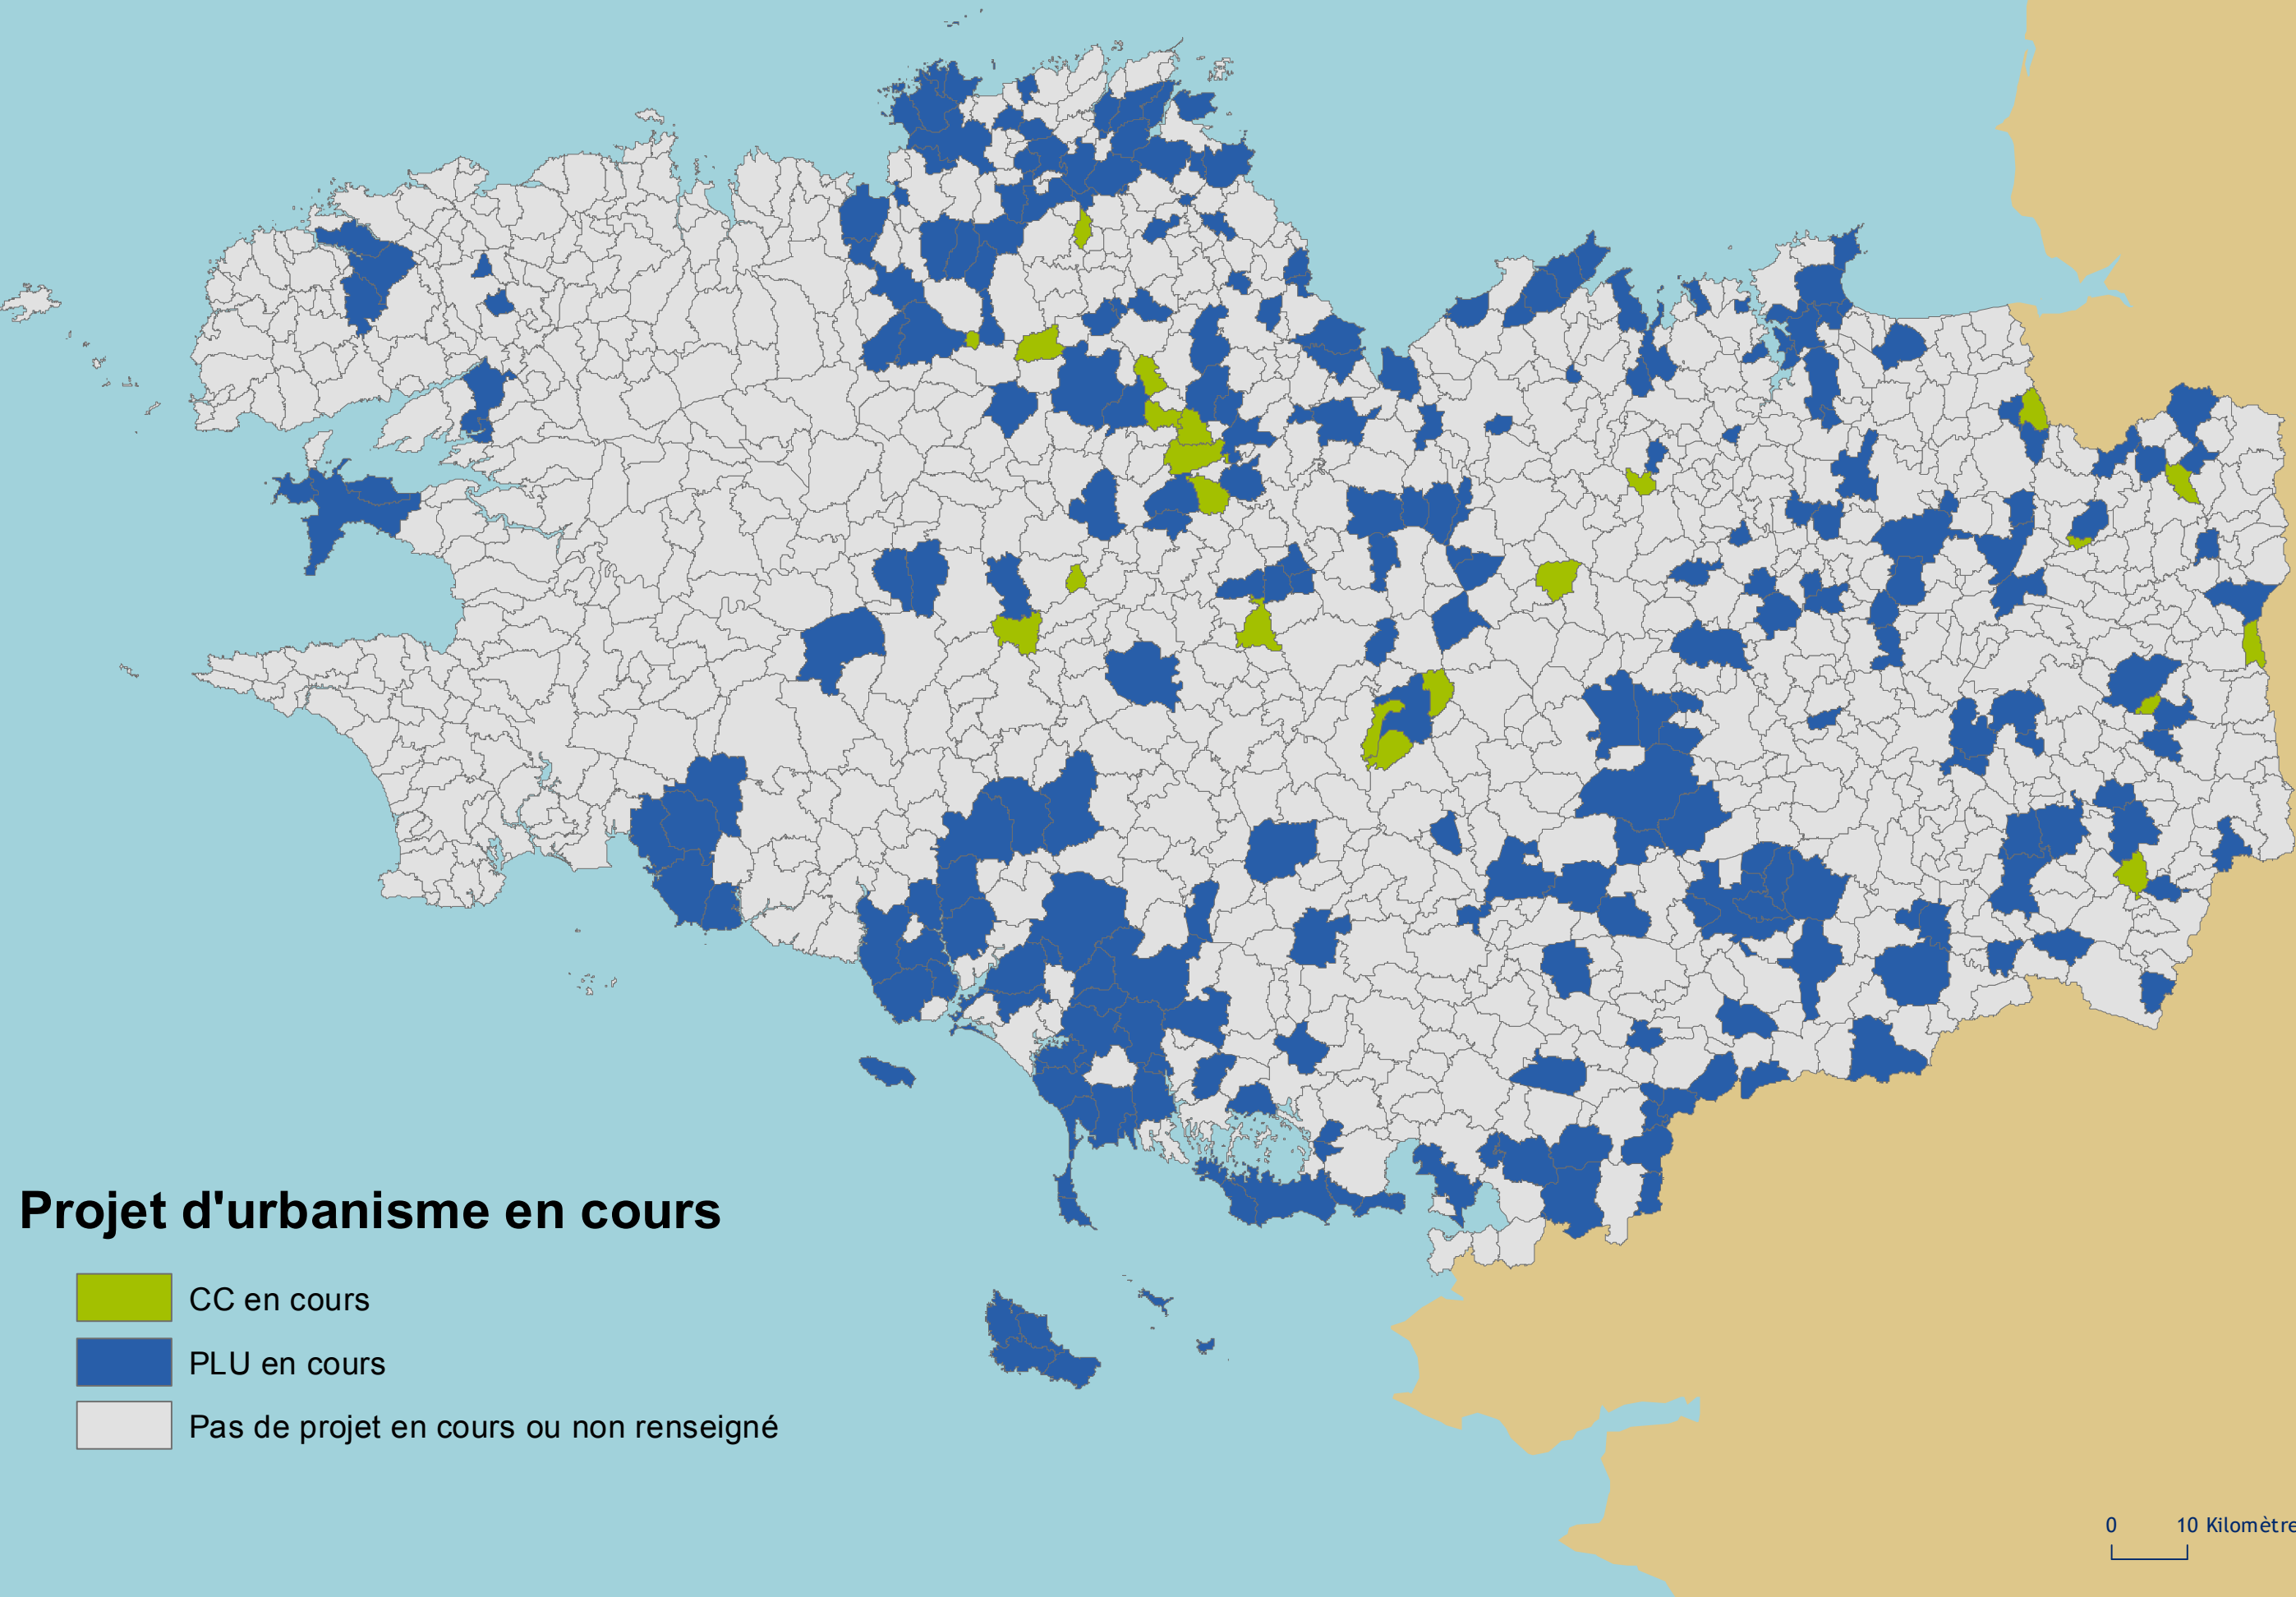 Projet d'urbanisme en cours
CC en cours
PLU en cours
Pas de projet en cours ou non renseigné
0 10 Kilomètre